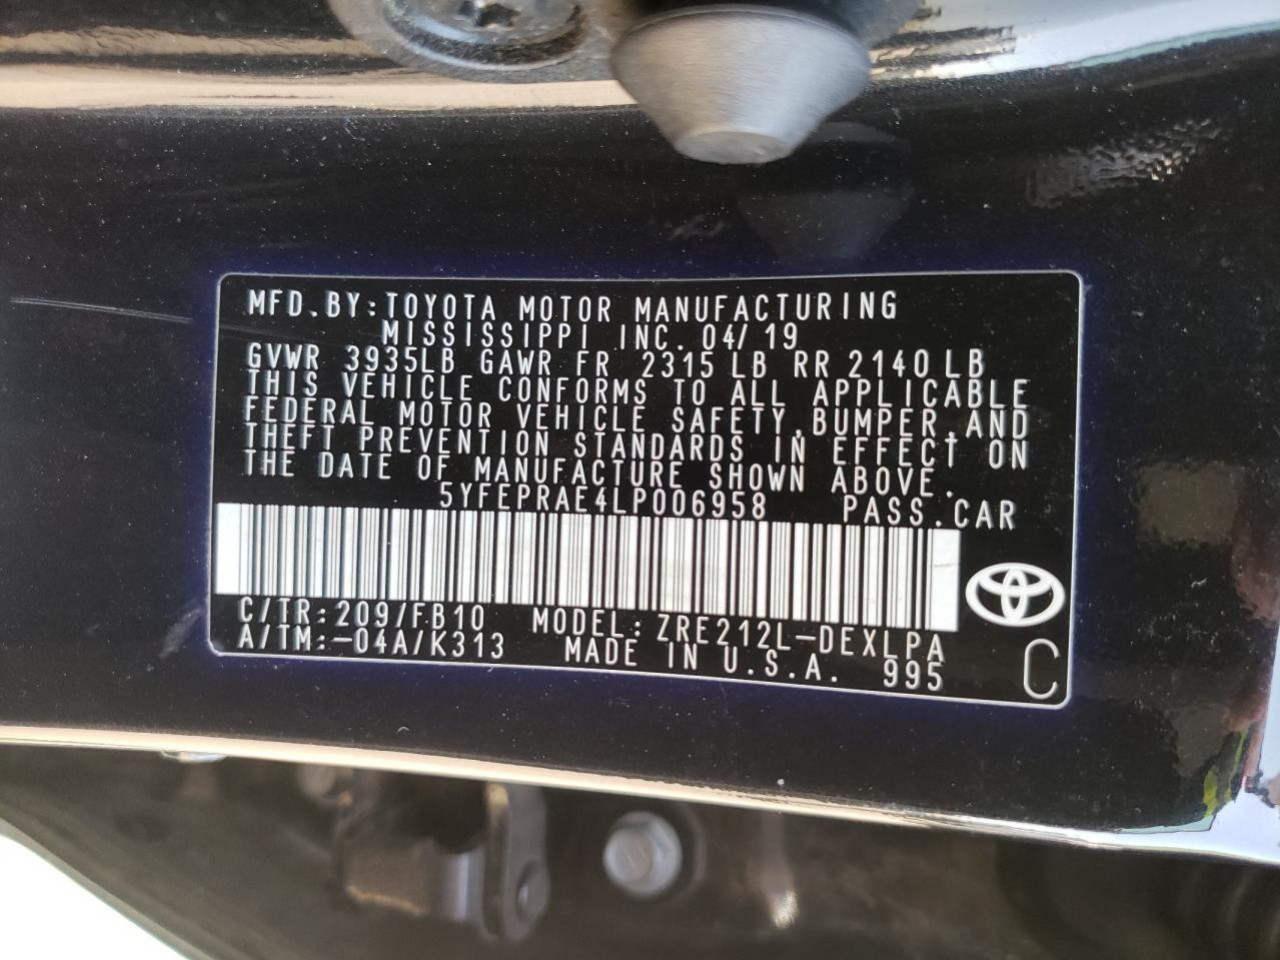 MFD.BY:TOYOTA MOTOR MANUFACTURING
MISSISSIPPI INC. 04/19
GVWR 3935LB GAWR FR 2315 LB RR 2140 LB
THIS VEHICLE CONFORMS TO ALL APPLICABLE
FEDERAL MOTOR VEHICLE SAFETY,BUMPER,AND
THEFT PREVENTION STANDARDS IN EFFECT ON
THE DATE OF MANUFACTURE SHOWN ABOVE.
5YFEPRAE4LP006958 PASS.CAR
C/TR:209/FB10 MODEL:ZRE212L-DEXLPA
A/TM:-04A/K313 MADE IN U.S.A. 995
C